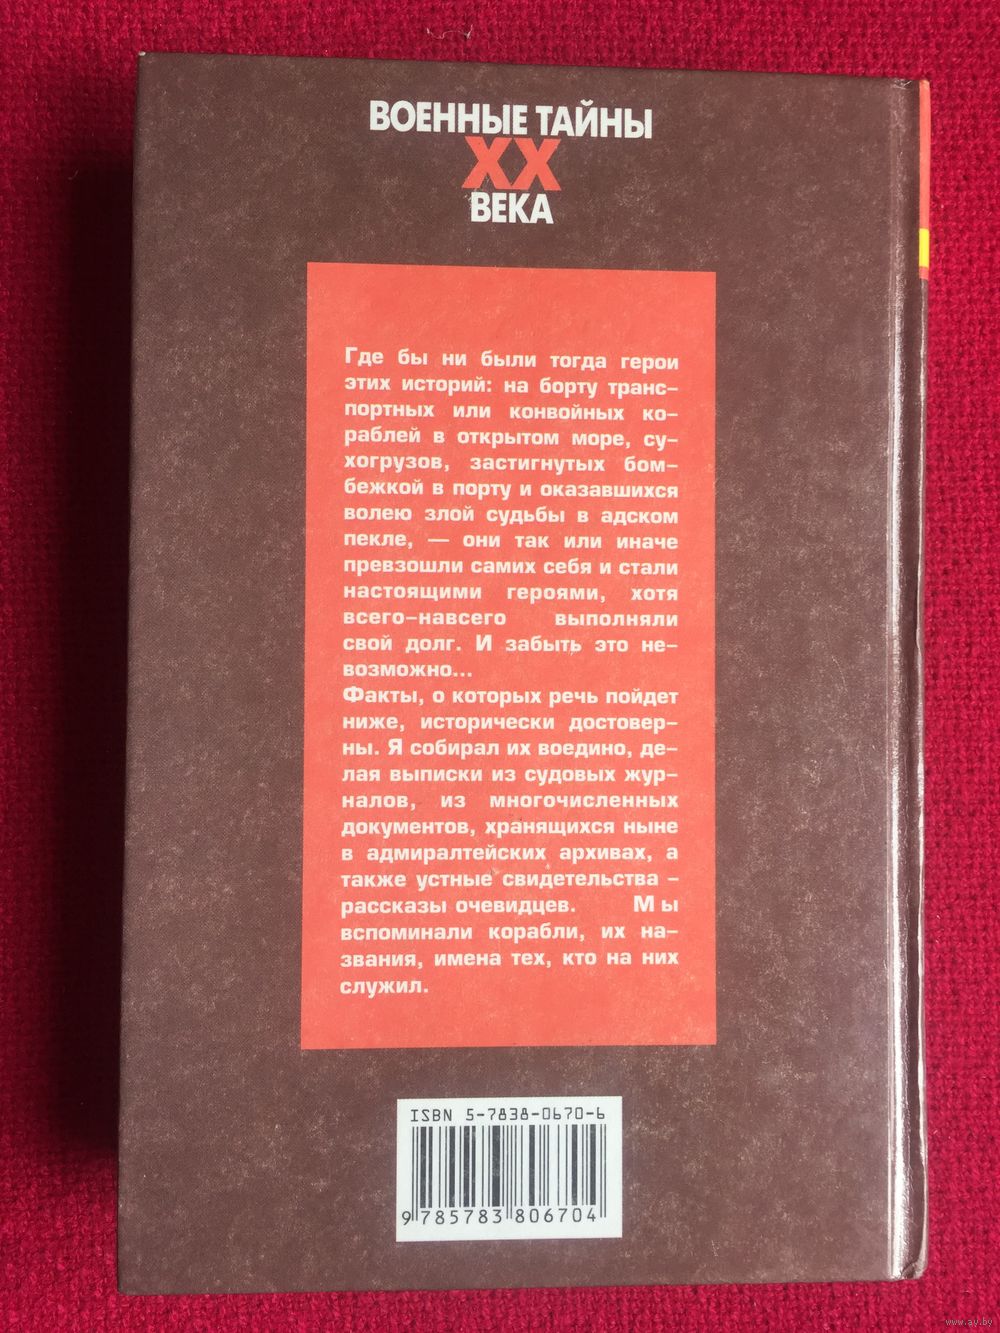 ВОЕННЫЕ ТАЙНЫ
XX
ВЕКА
Где бы ни были тогда герои
этих историй: на борту транс-
портных или конвойных ко-
раблей в открытом море, су-
хогрузов, застигнутых бом-
бежкой в порту и оказавшихся
волею злой судьбы в адском
пекле, — они так или иначе
превзошли самих себя и стали
настоящими героями, хотя
всего-навсего выполняли
свой долг. И забыть это не-
возможно...
Факты, о которых речь пойдет
ниже, исторически достовер-
ны. Я собирал их воедино, де-
лая выписки из судовых жур-
налов, из многочисленных
документов, хранящихся ныне
в адмиралтейских архивах, а
также устные свидетельства -
рассказы очевидцев. Мы
вспоминали корабли, их на-
звания, имена тех, кто на них
служил.
ISBN 5-7838-0670-6
9 785783 806704
www.ay.by